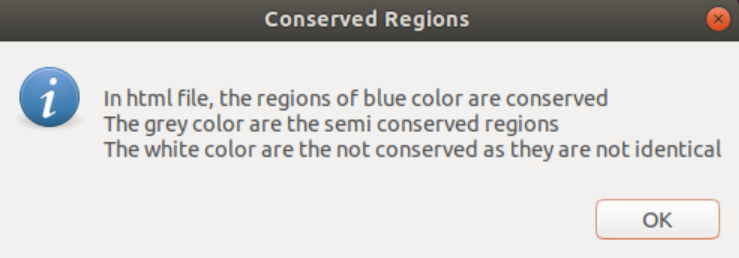 Conserved Regions
In html file, the regions of blue color are conserved
The grey color are the semi conserved regions
The white color are the not conserved as they are not identical
OK